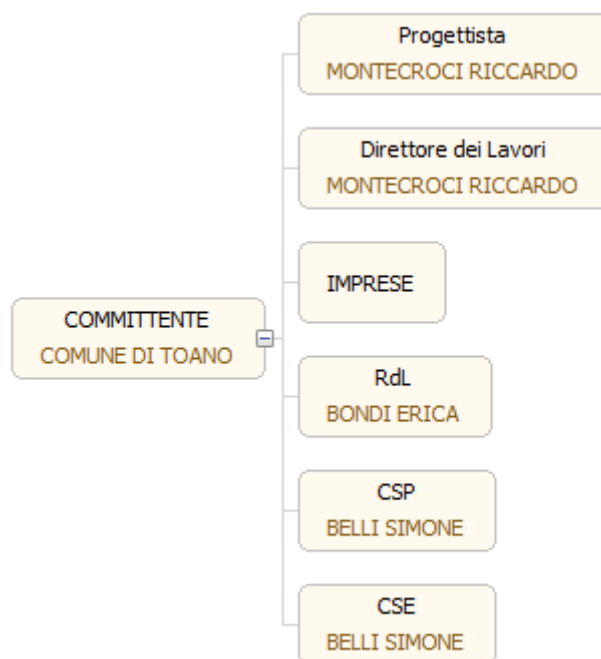 Progettista
MONTECROCI RICCARDO
Direttore dei Lavori
MONTECROCI RICCARDO
IMPRESE
COMMITTENTE
COMUNE DI TOANO
RdL
BONDI ERICA
CSP
BELLI SIMONE
CSE
BELLI SIMONE